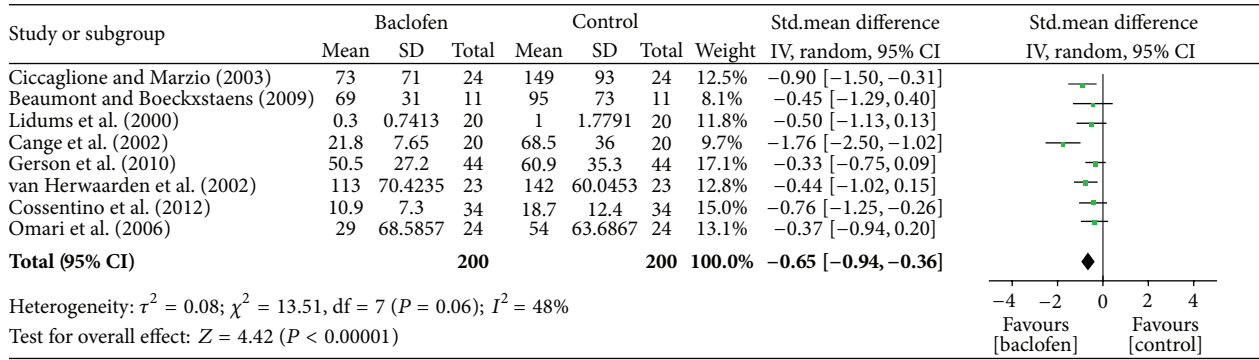 Study or subgroup Baclofen Control Std.mean difference Std.mean difference
Mean SD Total Mean SD Total Weight IV, random, 95% CI IV, random, 95% CI
Ciccaglione and Marzio (2003) 73 71 24 149 93 24 12.5% −0.90 [−1.50, −0.31]
Beaumont and Boeckxstaens (2009) 69 31 11 95 73 11 8.1% −0.45 [−1.29, 0.40]
Lidums et al. (2000) 0.3 0.7413 20 1 1.7791 20 11.8% −0.50 [−1.13, 0.13]
Cange et al. (2002) 21.8 7.65 20 68.5 36 20 9.7% −1.76 [−2.50, −1.02]
Gerson et al. (2010) 50.5 27.2 44 60.9 35.3 44 17.1% −0.33 [−0.75, 0.09]
van Herwaarden et al. (2002) 113 70.4235 23 142 60.0453 23 12.8% −0.44 [−1.02, 0.15]
Cossentino et al. (2012) 10.9 7.3 34 18.7 12.4 34 15.0% −0.76 [−1.25, −0.26]
Omari et al. (2006) 29 68.5857 24 54 63.6867 24 13.1% −0.37 [−0.94, 0.20]
Total (95% CI) 200 200 100.0% −0.65 [−0.94, −0.36]
Heterogeneity: τ² = 0.08; χ² = 13.51, df = 7 (P = 0.06); I² = 48%
Test for overall effect: Z = 4.42 (P < 0.00001)
−4 −2 0 2 4
Favours Favours
[baclofen] [control]